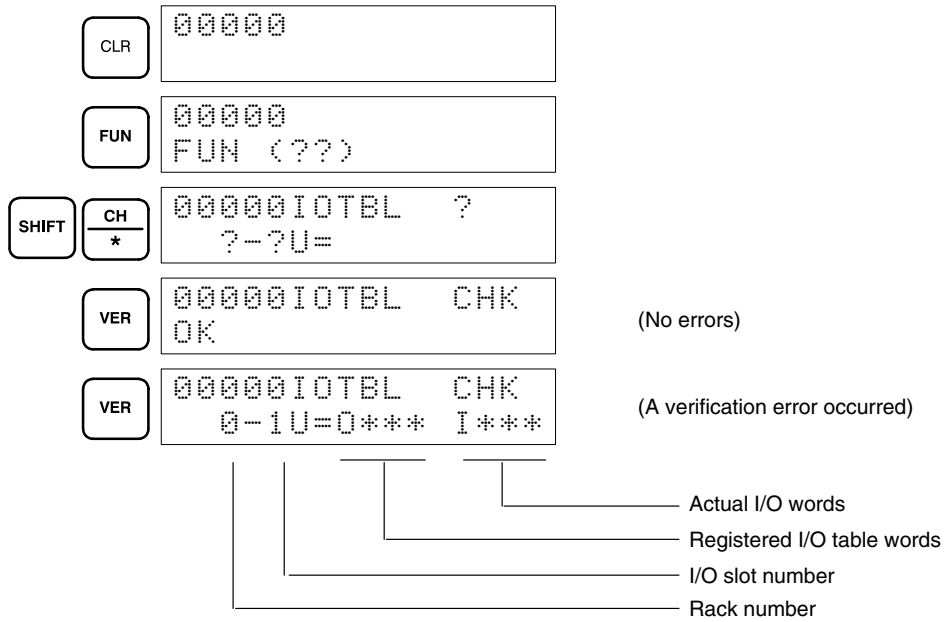 CLR
00000
FUN
00000
FUN (??)
SHIFT
CH
*
00000IOTBL ?
?-?U=
VER
00000IOTBL CHK
OK
(No errors)
VER
00000IOTBL CHK
0-1U=O*** I***
(A verification error occurred)
Actual I/O words
Registered I/O table words
I/O slot number
Rack number